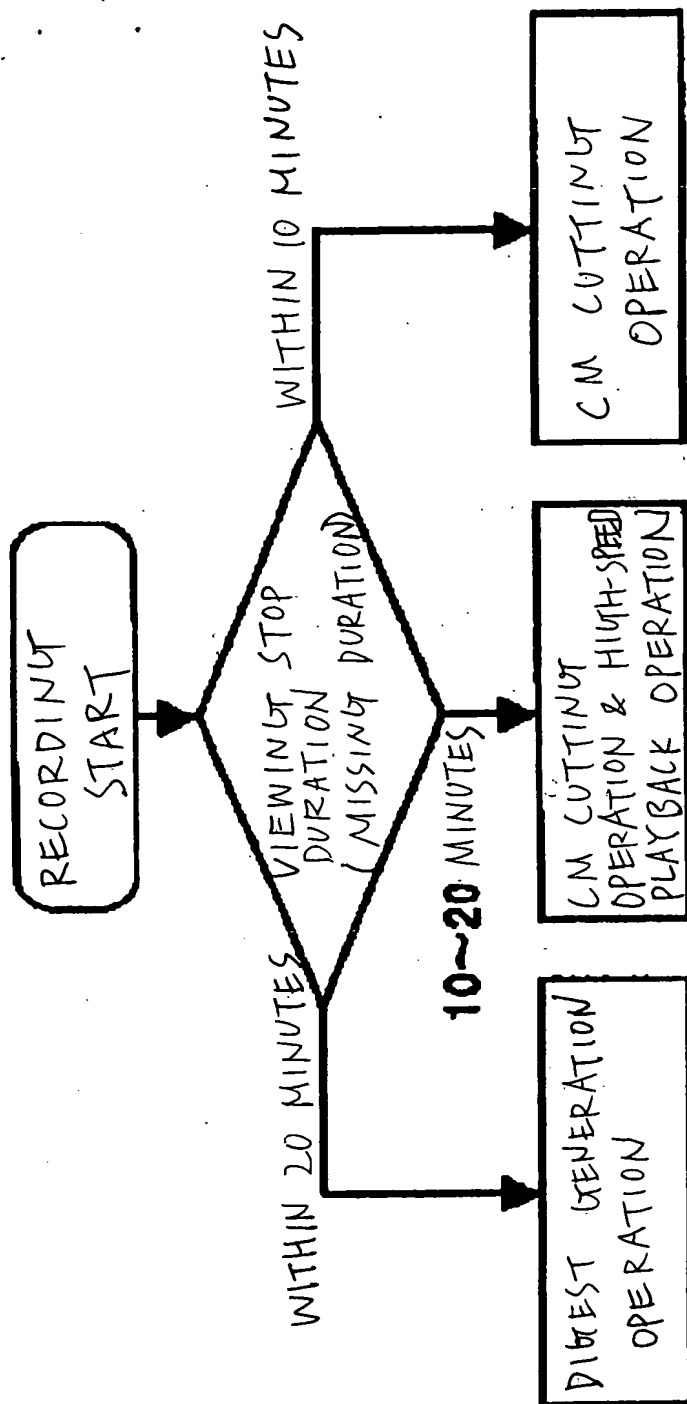 RECORDING
START
VIEWING STOP
DURATION
(MISSING DURATION)
WITHIN 20 MINUTES
10~20 MINUTES
WITHIN 10 MINUTES
DIGEST GENERATION
OPERATION
CM CUTTING
OPERATION & HIGH-SPEED
PLAYBACK OPERATION
CM CUTTING
OPERATION